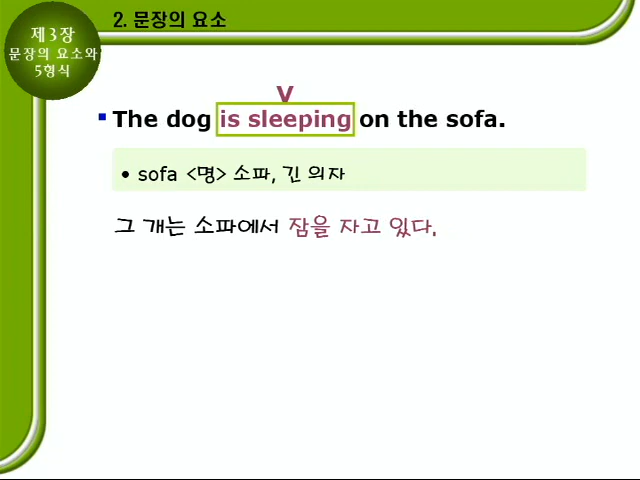 제3장
문장의 요소와
5형식
2. 문장의 요소
V
The dog is sleeping on the sofa.
• sofa <명> 소파, 긴 의자
그 개는 소파에서 잠을 자고 있다.